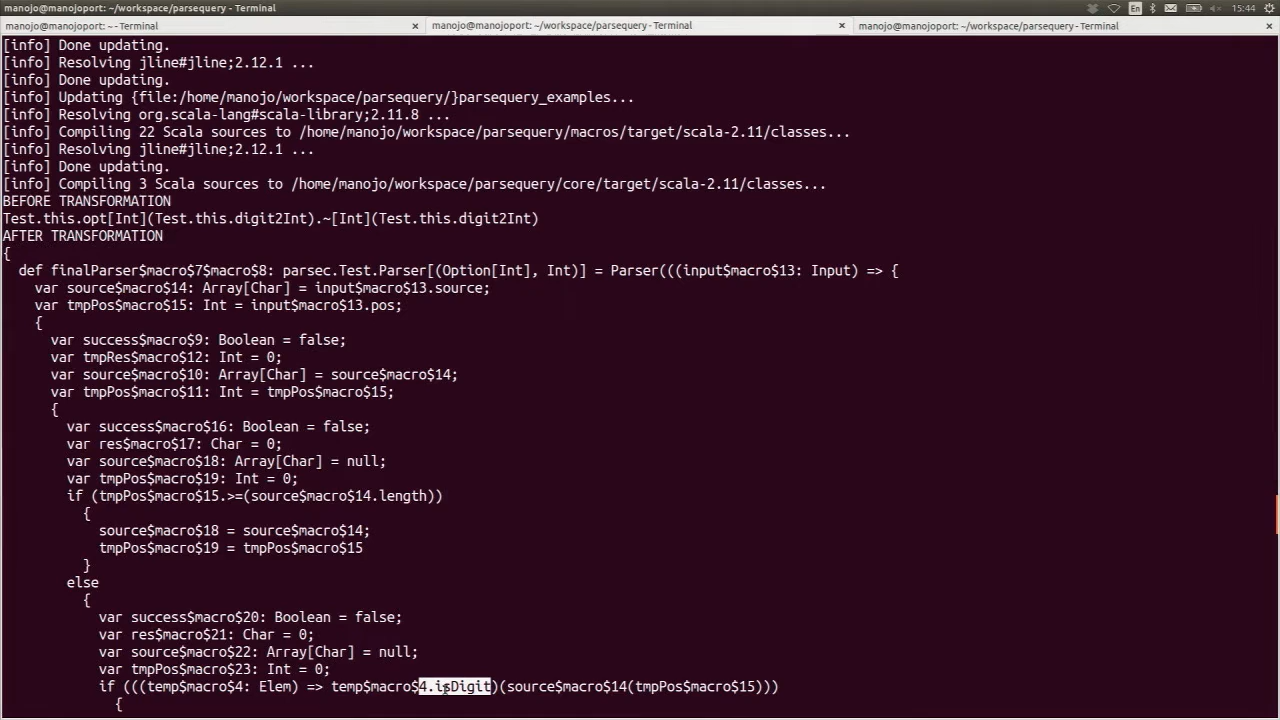 manojo@manojoport: ~/workspace/parsequery - Terminal
En
15:44
manojo@manojoport: ~ - Terminal
manojo@manojoport: ~/workspace/parsequery - Terminal
manojo@manojoport: ~/workspace/parsequery - Terminal
[info] Done updating.
[info] Resolving jline#jline;2.12.1 ...
[info] Done updating.
[info] Updating {file:/home/manojo/workspace/parsequery/}parsequery_examples...
[info] Resolving org.scala-lang#scala-library;2.11.8 ...
[info] Compiling 22 Scala sources to /home/manojo/workspace/parsequery/macros/target/scala-2.11/classes...
[info] Resolving jline#jline;2.12.1 ...
[info] Done updating.
[info] Compiling 3 Scala sources to /home/manojo/workspace/parsequery/core/target/scala-2.11/classes...
BEFORE TRANSFORMATION
Test.this.opt[Int](Test.this.digit2Int).~[Int](Test.this.digit2Int)
AFTER TRANSFORMATION
{
def finalParser$macro$7$macro$8: parsec.Test.Parser[(Option[Int], Int)] = Parser(((input$macro$13: Input) => {
var source$macro$14: Array[Char] = input$macro$13.source;
var tmpPos$macro$15: Int = input$macro$13.pos;
{
var success$macro$9: Boolean = false;
var tmpRes$macro$12: Int = 0;
var source$macro$10: Array[Char] = source$macro$14;
var tmpPos$macro$11: Int = tmpPos$macro$15;
{
var success$macro$16: Boolean = false;
var res$macro$17: Char = 0;
var source$macro$18: Array[Char] = null;
var tmpPos$macro$19: Int = 0;
if (tmpPos$macro$15.>=(source$macro$14.length))
{
source$macro$18 = source$macro$14;
tmpPos$macro$19 = tmpPos$macro$15
}
else
{
var success$macro$20: Boolean = false;
var res$macro$21: Char = 0;
var source$macro$22: Array[Char] = null;
var tmpPos$macro$23: Int = 0;
if (((temp$macro$4: Elem) => temp$macro$4.isDigit)(source$macro$14(tmpPos$macro$15)))
{